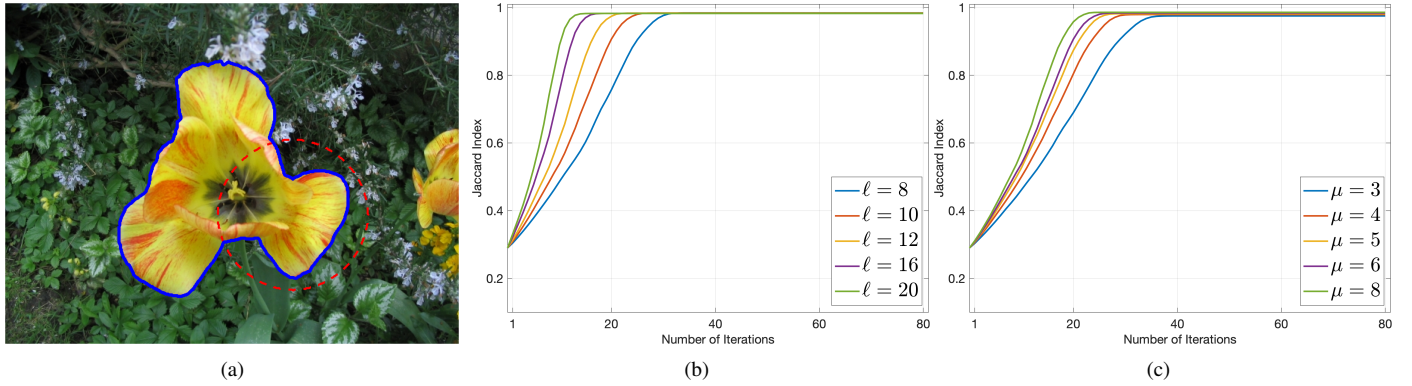 Jaccard Index
1
0.8
0.6
0.4
0.2
1 20 40 60 80
Number of Iterations
ℓ = 8
ℓ = 10
ℓ = 12
ℓ = 16
ℓ = 20
Jaccard Index
1
0.8
0.6
0.4
0.2
1 20 40 60 80
Number of Iterations
μ = 3
μ = 4
μ = 5
μ = 6
μ = 8
(a) (b) (c)